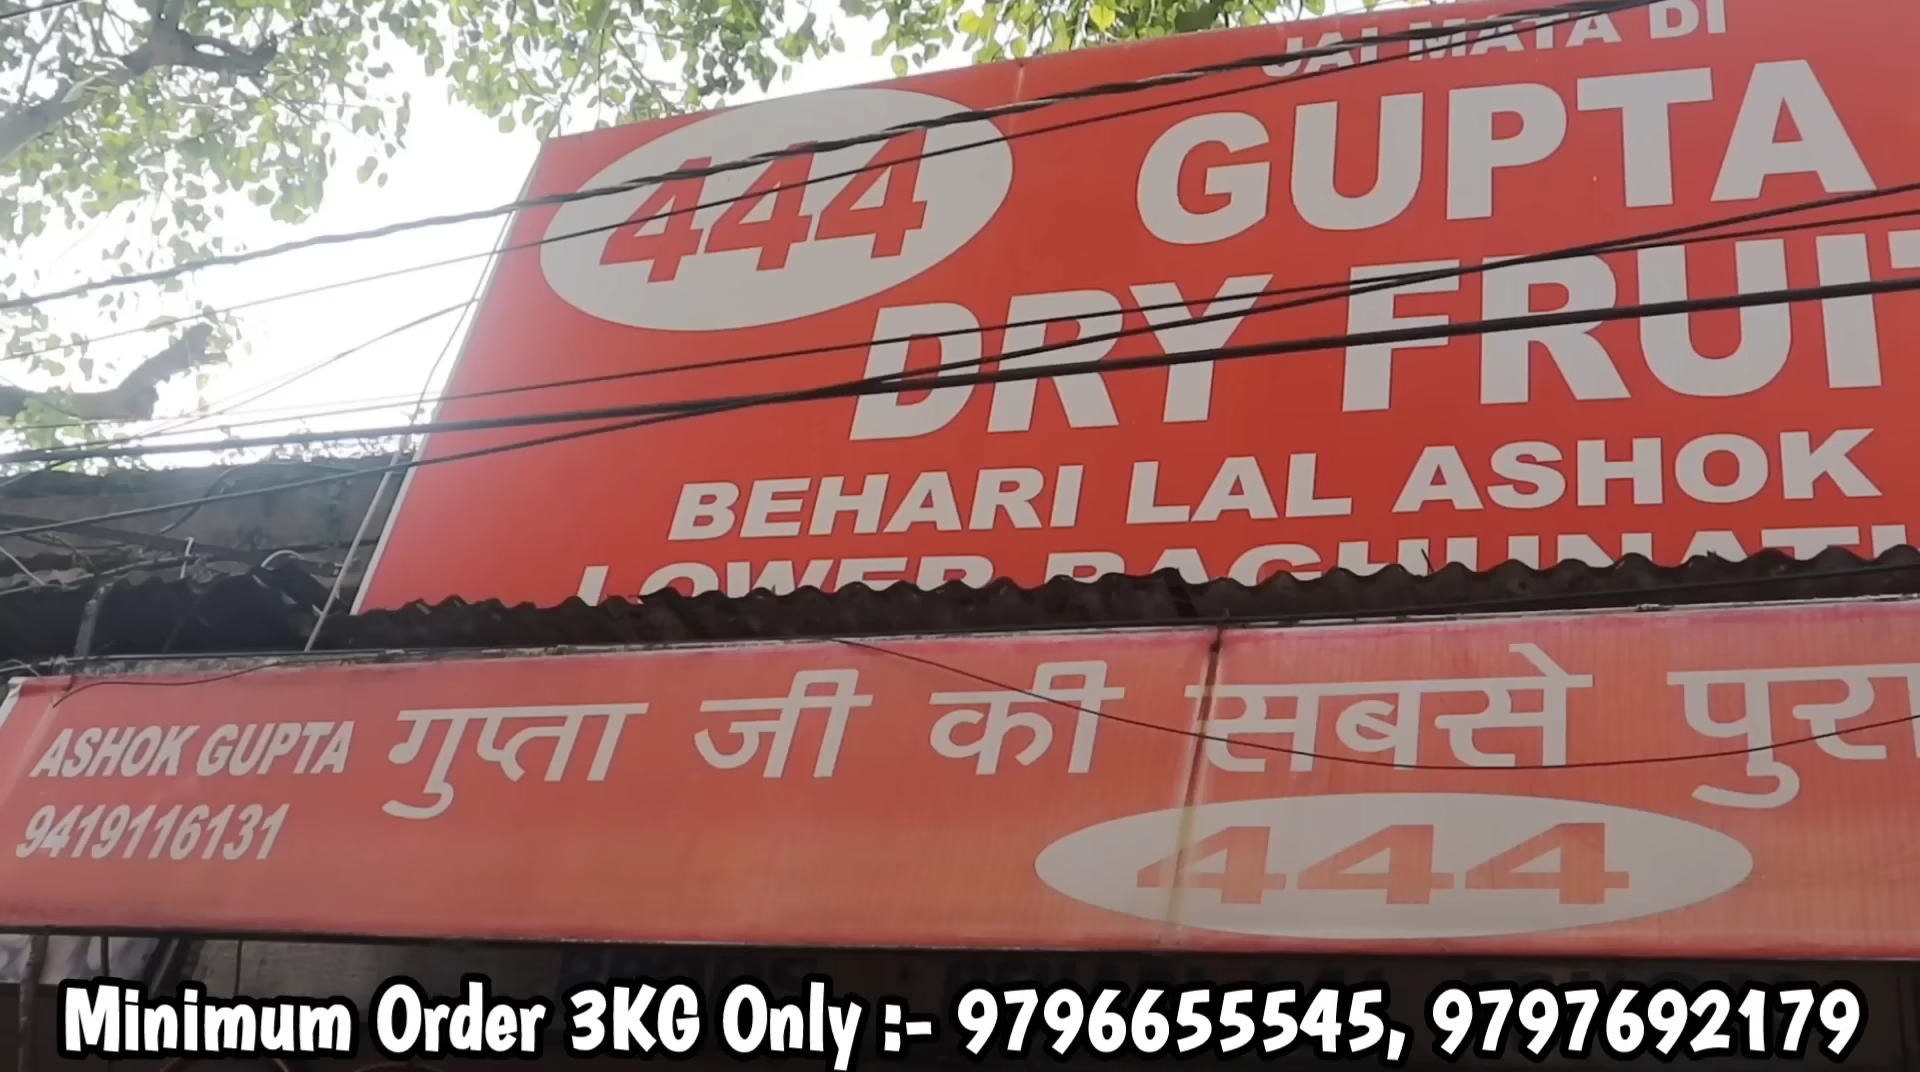 JAI MATA DI
444 GUPTA
DRY FRUIT
BEHARI LAL ASHOK
LOWER
ASHOK GUPTA गुप्ता जी की सबसे
9419116131
444
Minimum Order 3KG Only :- 9796655545, 9797692179